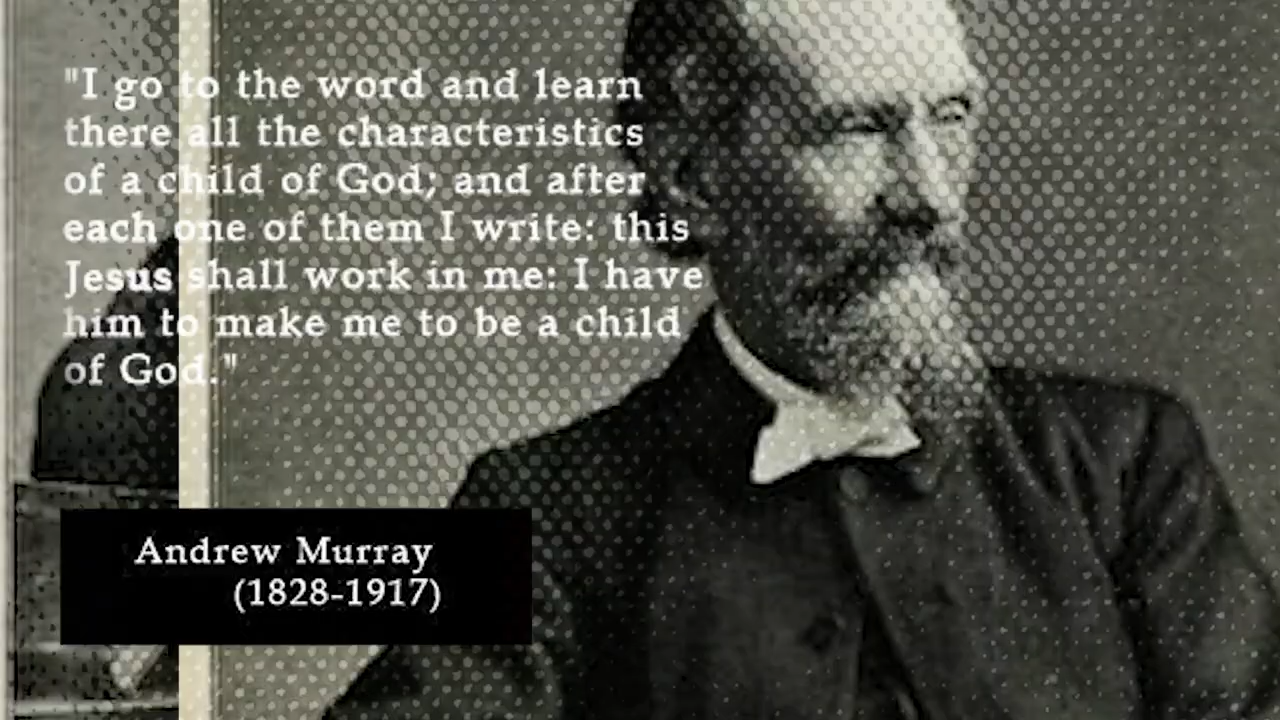 "I go to the word and learn
there all the characteristics
of a child of God; and after
each one of them I write: this
Jesus shall work in me: I have
him to make me to be a child
of God."
Andrew Murray
(1828-1917)